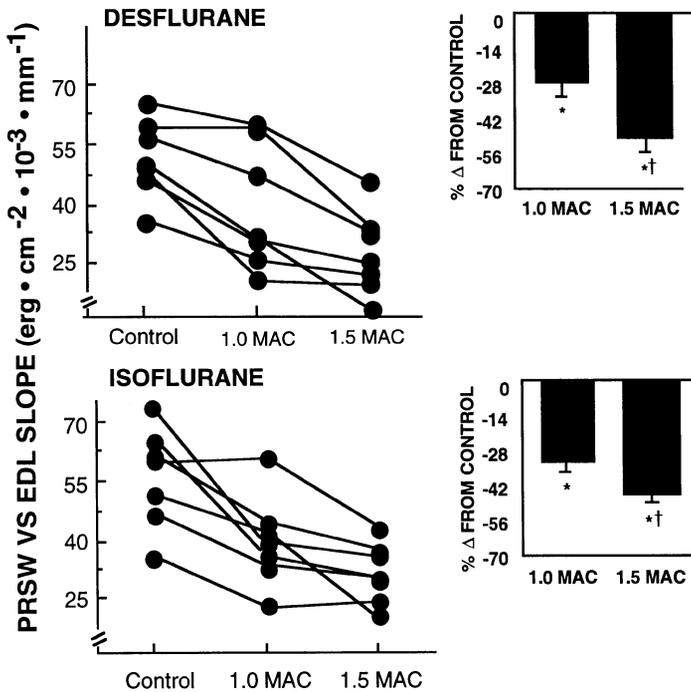 PRSW VS EDL SLOPE (erg • cm -2 • 10-3 • mm-1)
DESFLURANE
70
55
40
25
Control 1.0 MAC 1.5 MAC
% Δ FROM CONTROL
0
-14
-28
-42
-56
-70
*
*†
1.0 MAC 1.5 MAC
ISOFLURANE
70
55
40
25
Control 1.0 MAC 1.5 MAC
% Δ FROM CONTROL
0
-14
-28
-42
-56
-70
*
*†
1.0 MAC 1.5 MAC